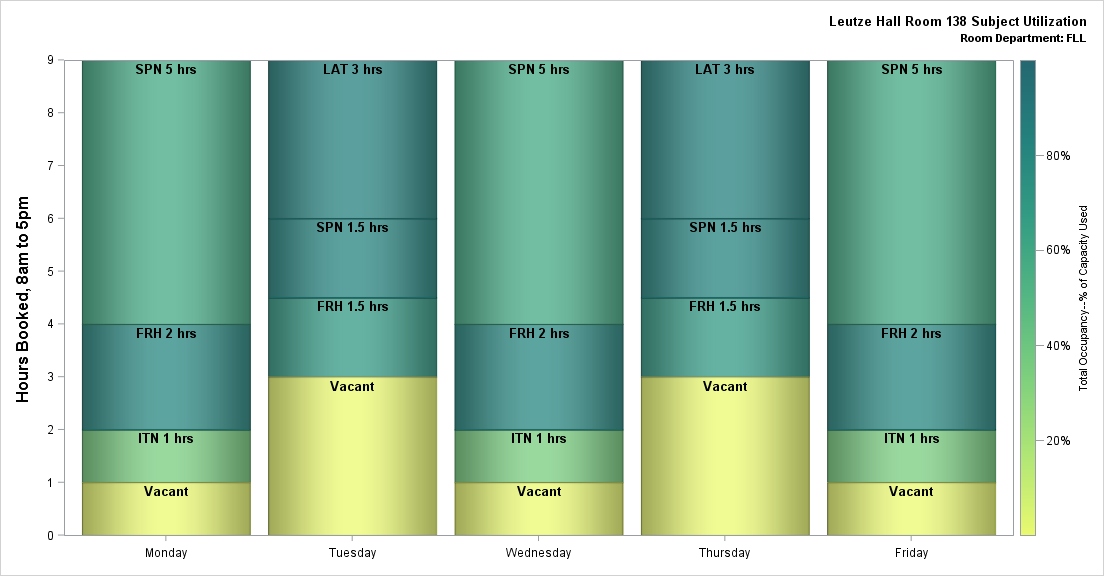 Leutze Hall Room 138 Subject Utilization
Room Department: FLL
Hours Booked, 8am to 5pm
9
8
7
6
5
4
3
2
1
0
SPN 5 hrs
FRH 2 hrs
ITN 1 hrs
Vacant
LAT 3 hrs
SPN 1.5 hrs
FRH 1.5 hrs
Vacant
SPN 5 hrs
FRH 2 hrs
ITN 1 hrs
Vacant
LAT 3 hrs
SPN 1.5 hrs
FRH 1.5 hrs
Vacant
SPN 5 hrs
FRH 2 hrs
ITN 1 hrs
Vacant
Monday
Tuesday
Wednesday
Thursday
Friday
80%
60%
40%
20%
Total Occupancy--% of Capacity Used